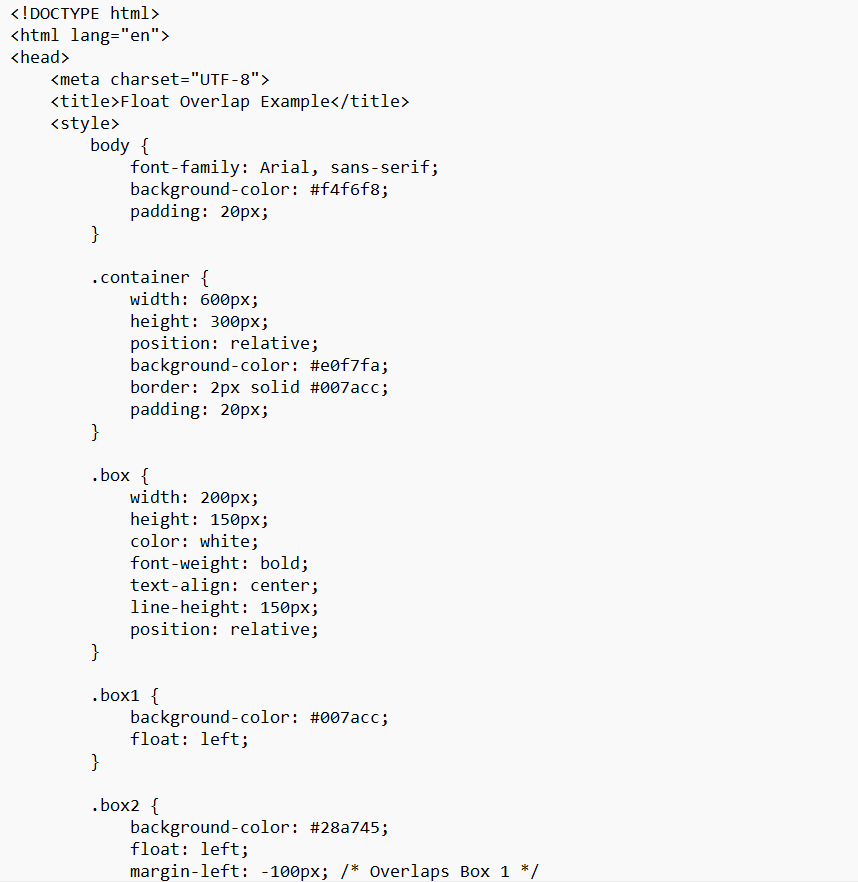 <!DOCTYPE html>
<html lang="en">
<head>
    <meta charset="UTF-8">
    <title>Float Overlap Example</title>
    <style>
        body {
            font-family: Arial, sans-serif;
            background-color: #f4f6f8;
            padding: 20px;
        }

        .container {
            width: 600px;
            height: 300px;
            position: relative;
            background-color: #e0f7fa;
            border: 2px solid #007acc;
            padding: 20px;
        }

        .box {
            width: 200px;
            height: 150px;
            color: white;
            font-weight: bold;
            text-align: center;
            line-height: 150px;
            position: relative;
        }

        .box1 {
            background-color: #007acc;
            float: left;
        }

        .box2 {
            background-color: #28a745;
            float: left;
            margin-left: -100px; /* Overlaps Box 1 */